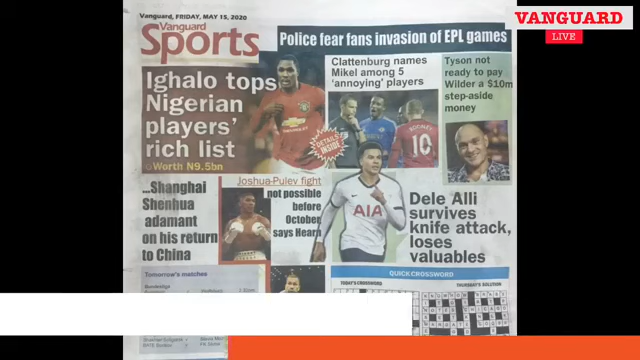 VANGUARD
LIVE
Vanguard, FRIDAY, MAY 15, 2020
Vanguard
Sports
Police fear fans invasion of EPL games
Ighalo tops
Nigerian
players'
rich list
Worth N9.5bn
CHEVROLET
DETAILS
INSIDE
Clattenburg names
Mikel among 5
'annoying' players
ROONEY
10
Tyson not
ready to pay
Wilder a $10m
step-aside
money
...Shanghai
Shenhua
adamant
on his return
to China
Joshua-Pulev fight
not possible
before
October
says Hearn
AIA
Dele Alli
survives
knife attack,
loses
valuables
Tomorrow's matches
Bundesliga
QUICK CROSSWORD
TODAY'S CROSSWORD
THURSDAY'S SOLUTION